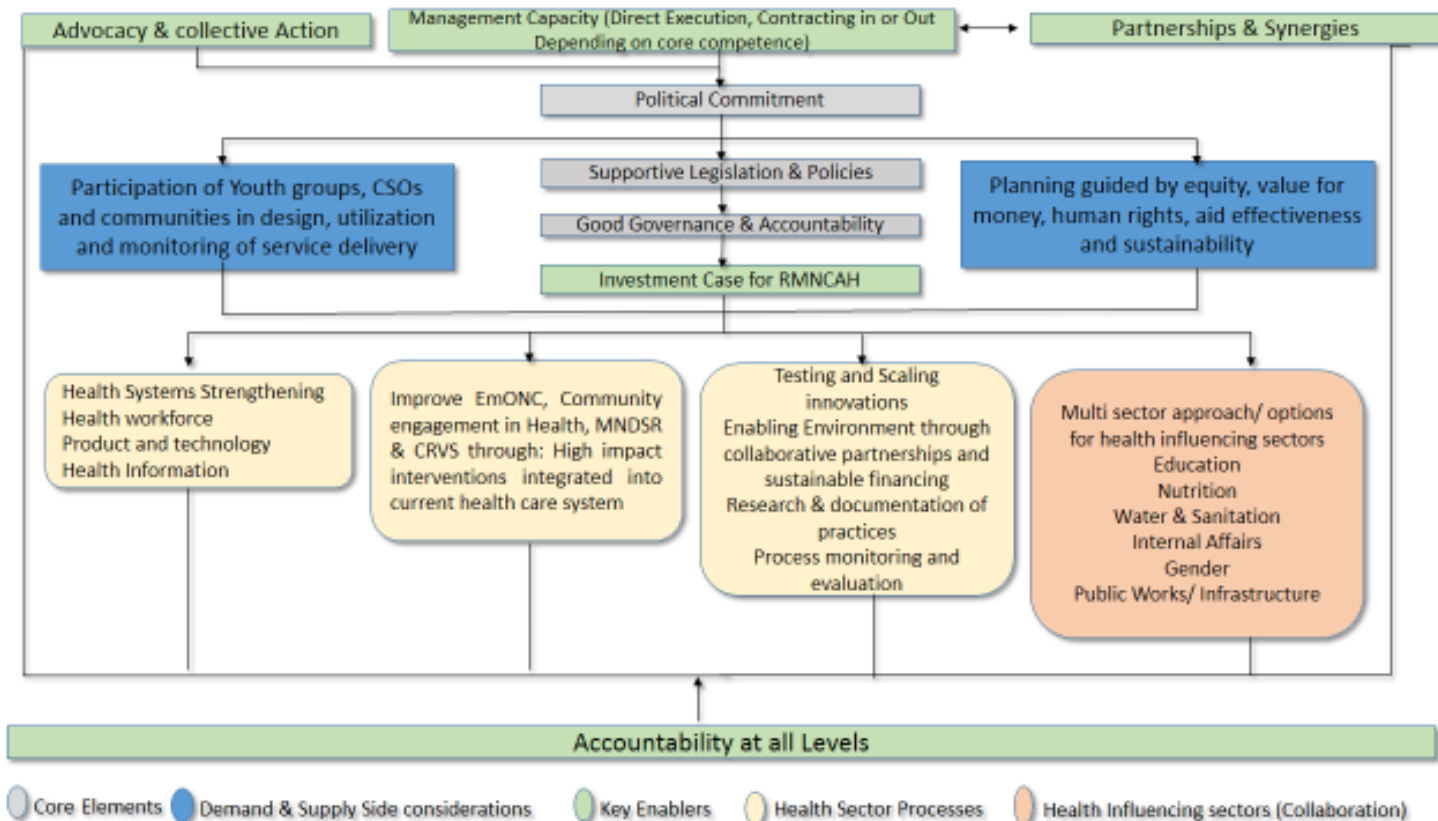 Advocacy & collective Action
Management Capacity (Direct Execution, Contracting in or Out
Depending on core competence)
Partnerships & Synergies
Political Commitment
Participation of Youth groups, CSOs
and communities in design, utilization
and monitoring of service delivery
Supportive Legislation & Policies
Good Governance & Accountability
Investment Case for RMNCAH
Planning guided by equity, value for
money, human rights, aid effectiveness
and sustainability
Health Systems Strengthening
Health workforce
Product and technology
Health Information
Improve EmONC, Community
engagement in Health, MNDSR
& CRVS through: High impact
interventions integrated into
current health care system
Testing and Scaling
innovations
Enabling Environment through
collaborative partnerships and
sustainable financing
Research & documentation of
practices
Process monitoring and
evaluation
Multi sector approach/ options
for health influencing sectors
Education
Nutrition
Water & Sanitation
Internal Affairs
Gender
Public Works/ Infrastructure
Accountability at all Levels
Core Elements
Demand & Supply Side considerations
Key Enablers
Health Sector Processes
Health Influencing sectors (Collaboration)